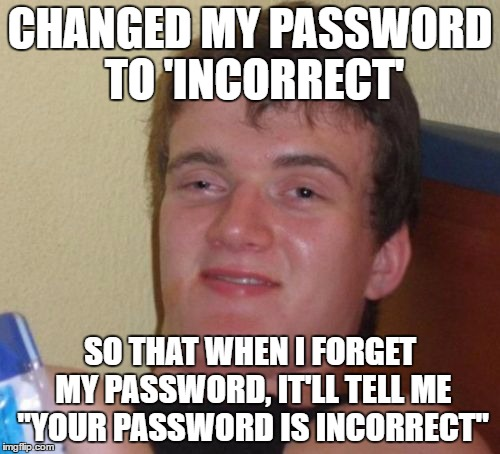 CHANGED MY PASSWORD
TO 'INCORRECT'
SO THAT WHEN I FORGET
MY PASSWORD, IT'LL TELL ME
"YOUR PASSWORD IS INCORRECT"
imgflip.com